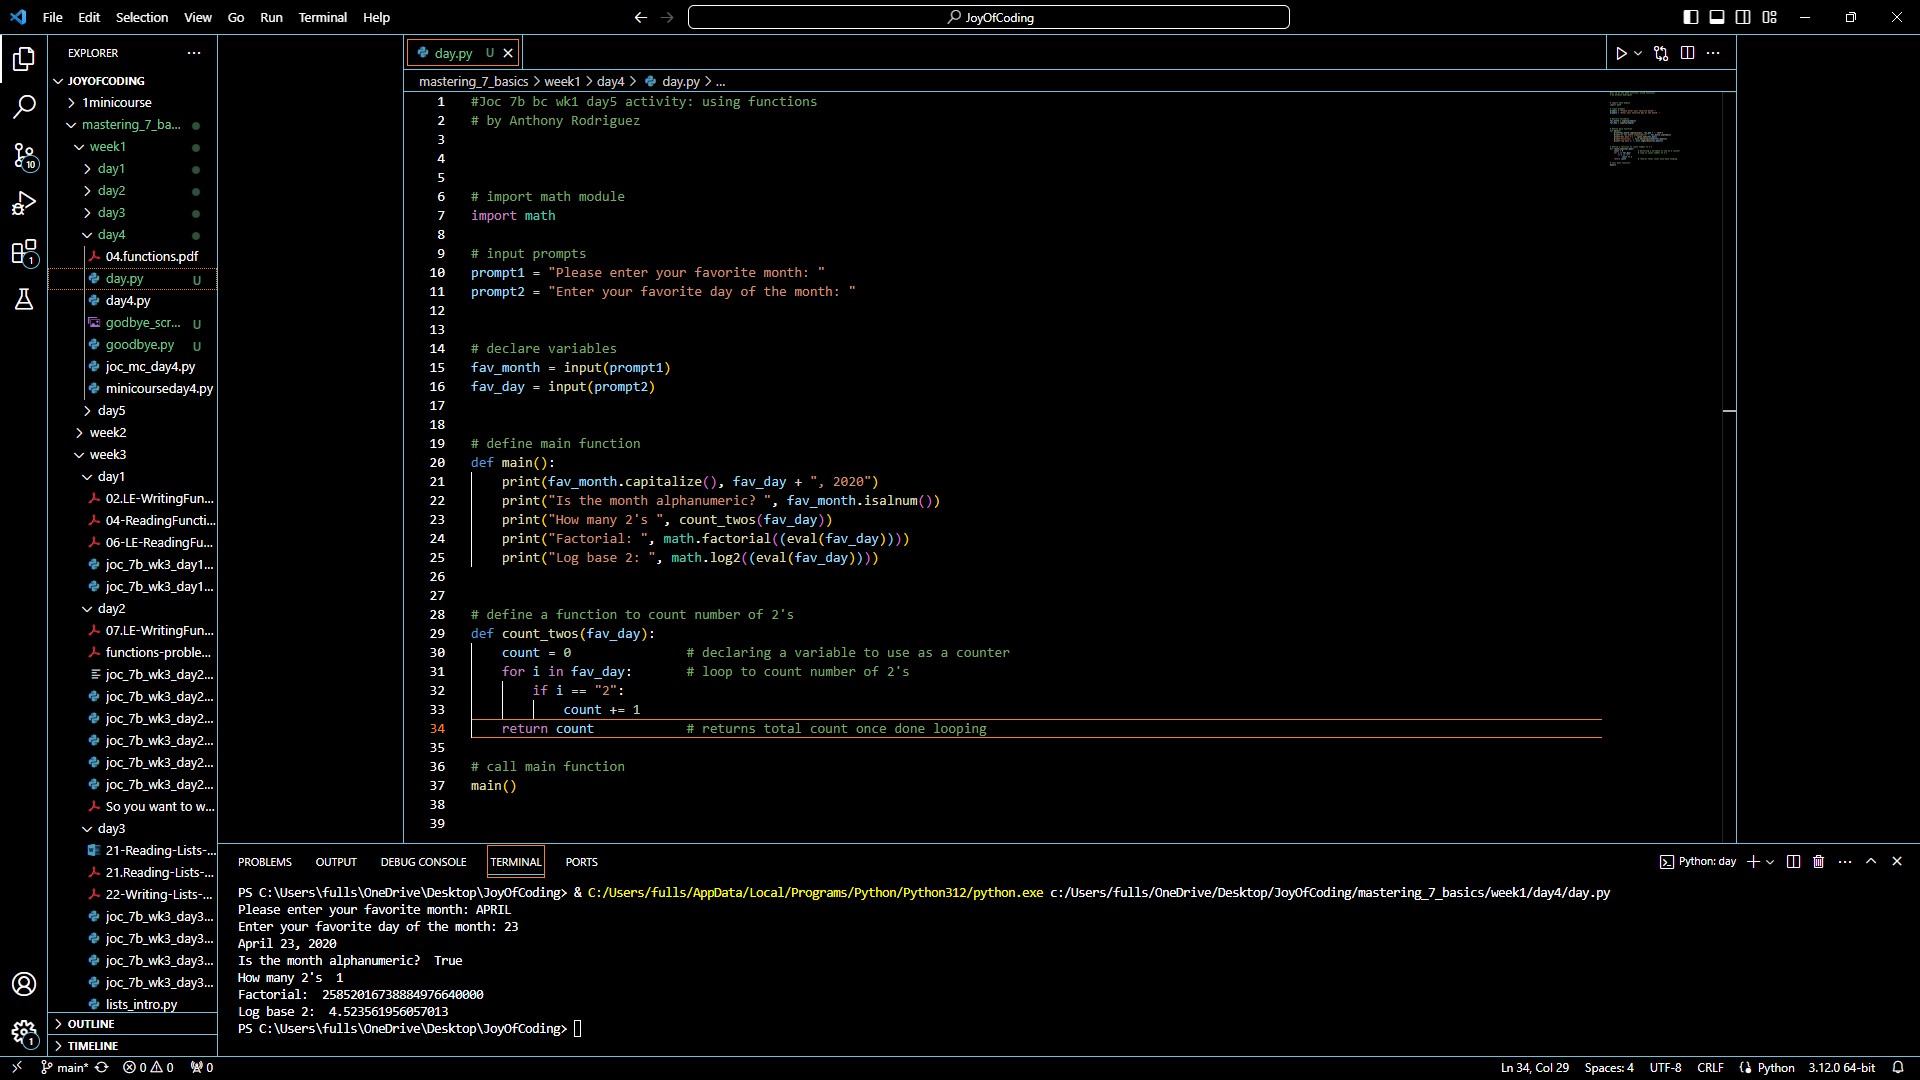 File Edit Selection View Go Run Terminal Help
JoyOfCoding
EXPLORER
JOYOFCODING
1minicourse
mastering_7_ba...
week1
day1
day2
day3
day4
04.functions.pdf
day.py U
day4.py
godbye_scr... U
goodbye.py U
joc_mc_day4.py
minicourseday4.py
day5
week2
week3
day1
02.LE-WritingFun...
04-ReadingFuncti...
06-LE-ReadingFu...
joc_7b_wk3_day1...
joc_7b_wk3_day1...
day2
07.LE-WritingFun...
functions-proble...
joc_7b_wk3_day2...
joc_7b_wk3_day2...
joc_7b_wk3_day2...
joc_7b_wk3_day2...
joc_7b_wk3_day2...
joc_7b_wk3_day2...
So you want to w...
day3
21-Reading-Lists-...
21.Reading-Lists-...
22-Writing-Lists-...
joc_7b_wk3_day3...
joc_7b_wk3_day3...
joc_7b_wk3_day3...
joc_7b_wk3_day3...
lists_intro.py
OUTLINE
TIMELINE
10
1
1
day.py U
mastering_7_basics > week1 > day4 > day.py > ...
1 #Joc 7b bc wk1 day5 activity: using functions
2 # by Anthony Rodriguez
3
4
5
6 # import math module
7 import math
8
9 # input prompts
10 prompt1 = "Please enter your favorite month: "
11 prompt2 = "Enter your favorite day of the month: "
12
13
14 # declare variables
15 fav_month = input(prompt1)
16 fav_day = input(prompt2)
17
18
19 # define main function
20 def main():
21 print(fav_month.capitalize(), fav_day + ", 2020")
22 print("Is the month alphanumeric? ", fav_month.isalnum())
23 print("How many 2's ", count_twos(fav_day))
24 print("Factorial: ", math.factorial((eval(fav_day))))
25 print("Log base 2: ", math.log2((eval(fav_day))))
26
27
28 # define a function to count number of 2's
29 def count_twos(fav_day):
30 count = 0 # declaring a variable to use as a counter
31 for i in fav_day: # loop to count number of 2's
32 if i == "2":
33 count += 1
34 return count # returns total count once done looping
35
36 # call main function
37 main()
38
39
PROBLEMS OUTPUT DEBUG CONSOLE TERMINAL PORTS
Python: day
PS C:\Users\fulls\OneDrive\Desktop\JoyOfCoding> & C:/Users/fulls/AppData/Local/Programs/Python/Python312/python.exe c:/Users/fulls/OneDrive/Desktop/JoyOfCoding/mastering_7_basics/week1/day4/day.py
Please enter your favorite month: APRIL
Enter your favorite day of the month: 23
April 23, 2020
Is the month alphanumeric?  True
How many 2's  1
Factorial:  25852016738884976640000
Log base 2:  4.523561956057013
PS C:\Users\fulls\OneDrive\Desktop\JoyOfCoding>
main* 0 0 0
Ln 34, Col 29 Spaces: 4 UTF-8 CRLF Python 3.12.0 64-bit